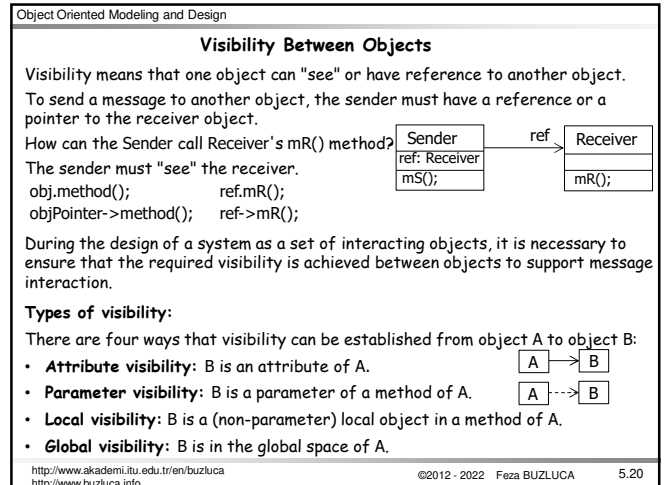 Object Oriented Modeling and Design
Visibility Between Objects
Visibility means that one object can "see" or have reference to another object.
To send a message to another object, the sender must have a reference or a
pointer to the receiver object.
How can the Sender call Receiver's mR() method?
The sender must "see" the receiver.
obj.method(); ref.mR();
objPointer->method(); ref->mR();
Sender
ref: Receiver
mS();
ref
Receiver
mR();
During the design of a system as a set of interacting objects, it is necessary to
ensure that the required visibility is achieved between objects to support message
interaction.
Types of visibility:
There are four ways that visibility can be established from object A to object B:
• Attribute visibility: B is an attribute of A.
A B
• Parameter visibility: B is a parameter of a method of A.
A B
• Local visibility: B is a (non-parameter) local object in a method of A.
• Global visibility: B is in the global space of A.
http://www.akademi.itu.edu.tr/en/buzluca
http://www.buzluca.info
©2012 - 2022 Feza BUZLUCA 5.20